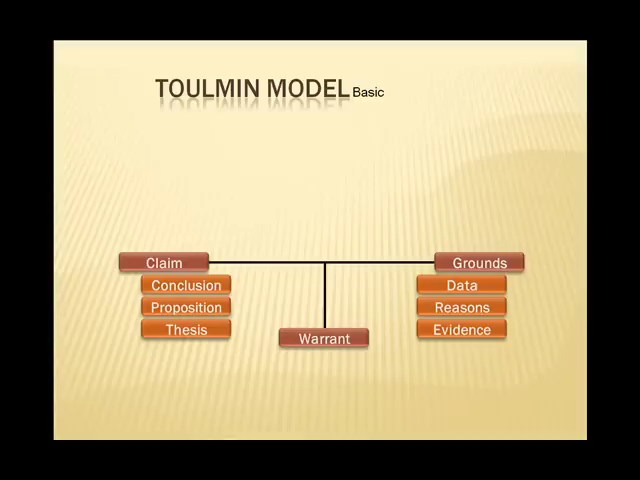 TOULMIN MODEL Basic
Claim
Conclusion
Proposition
Thesis
Warrant
Grounds
Data
Reasons
Evidence